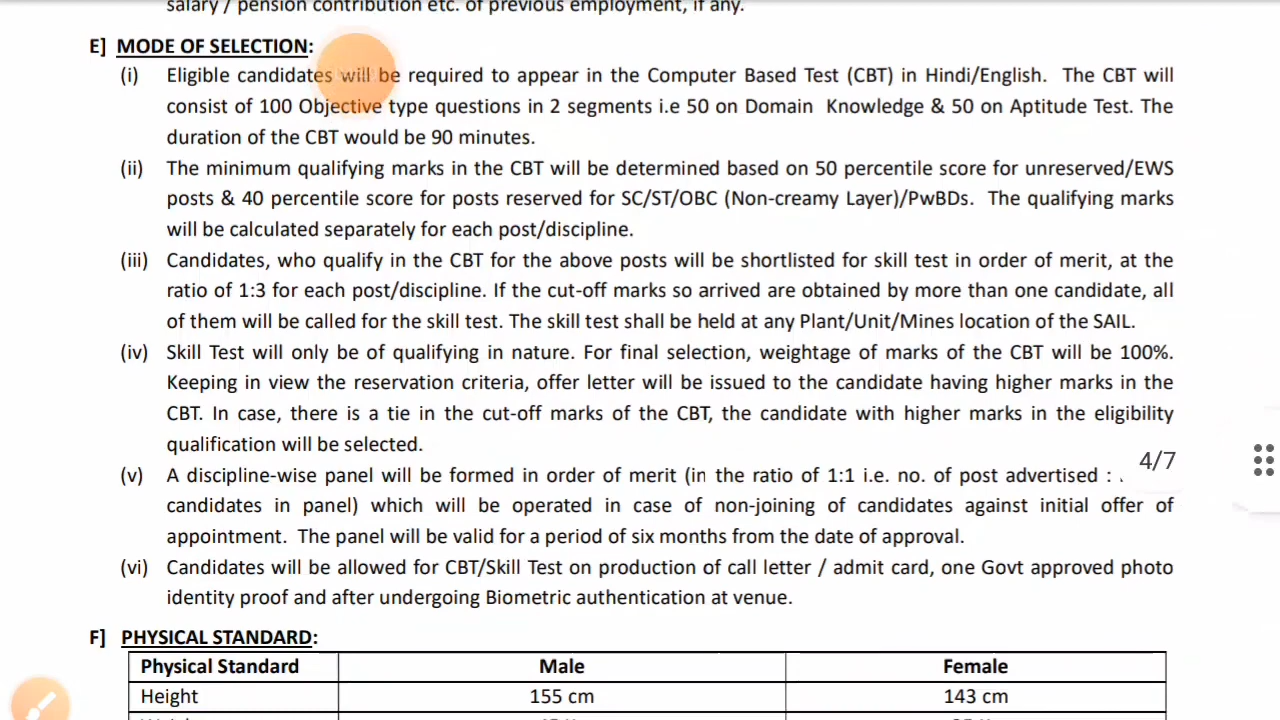 salary / pension contribution etc. of previous employment, if any.
E] MODE OF SELECTION:
(i) Eligible candidates will be required to appear in the Computer Based Test (CBT) in Hindi/English. The CBT will
consist of 100 Objective type questions in 2 segments i.e 50 on Domain Knowledge & 50 on Aptitude Test. The
duration of the CBT would be 90 minutes.
(ii) The minimum qualifying marks in the CBT will be determined based on 50 percentile score for unreserved/EWS
posts & 40 percentile score for posts reserved for SC/ST/OBC (Non-creamy Layer)/PwBDs. The qualifying marks
will be calculated separately for each post/discipline.
(iii) Candidates, who qualify in the CBT for the above posts will be shortlisted for skill test in order of merit, at the
ratio of 1:3 for each post/discipline. If the cut-off marks so arrived are obtained by more than one candidate, all
of them will be called for the skill test. The skill test shall be held at any Plant/Unit/Mines location of the SAIL.
(iv) Skill Test will only be of qualifying in nature. For final selection, weightage of marks of the CBT will be 100%.
Keeping in view the reservation criteria, offer letter will be issued to the candidate having higher marks in the
CBT. In case, there is a tie in the cut-off marks of the CBT, the candidate with higher marks in the eligibility
qualification will be selected.
(v) A discipline-wise panel will be formed in order of merit (in the ratio of 1:1 i.e. no. of post advertised :
4/7
candidates in panel) which will be operated in case of non-joining of candidates against initial offer of
appointment. The panel will be valid for a period of six months from the date of approval.
(vi) Candidates will be allowed for CBT/Skill Test on production of call letter / admit card, one Govt approved photo
identity proof and after undergoing Biometric authentication at venue.
F] PHYSICAL STANDARD:
Physical Standard Male Female
Height 155 cm 143 cm